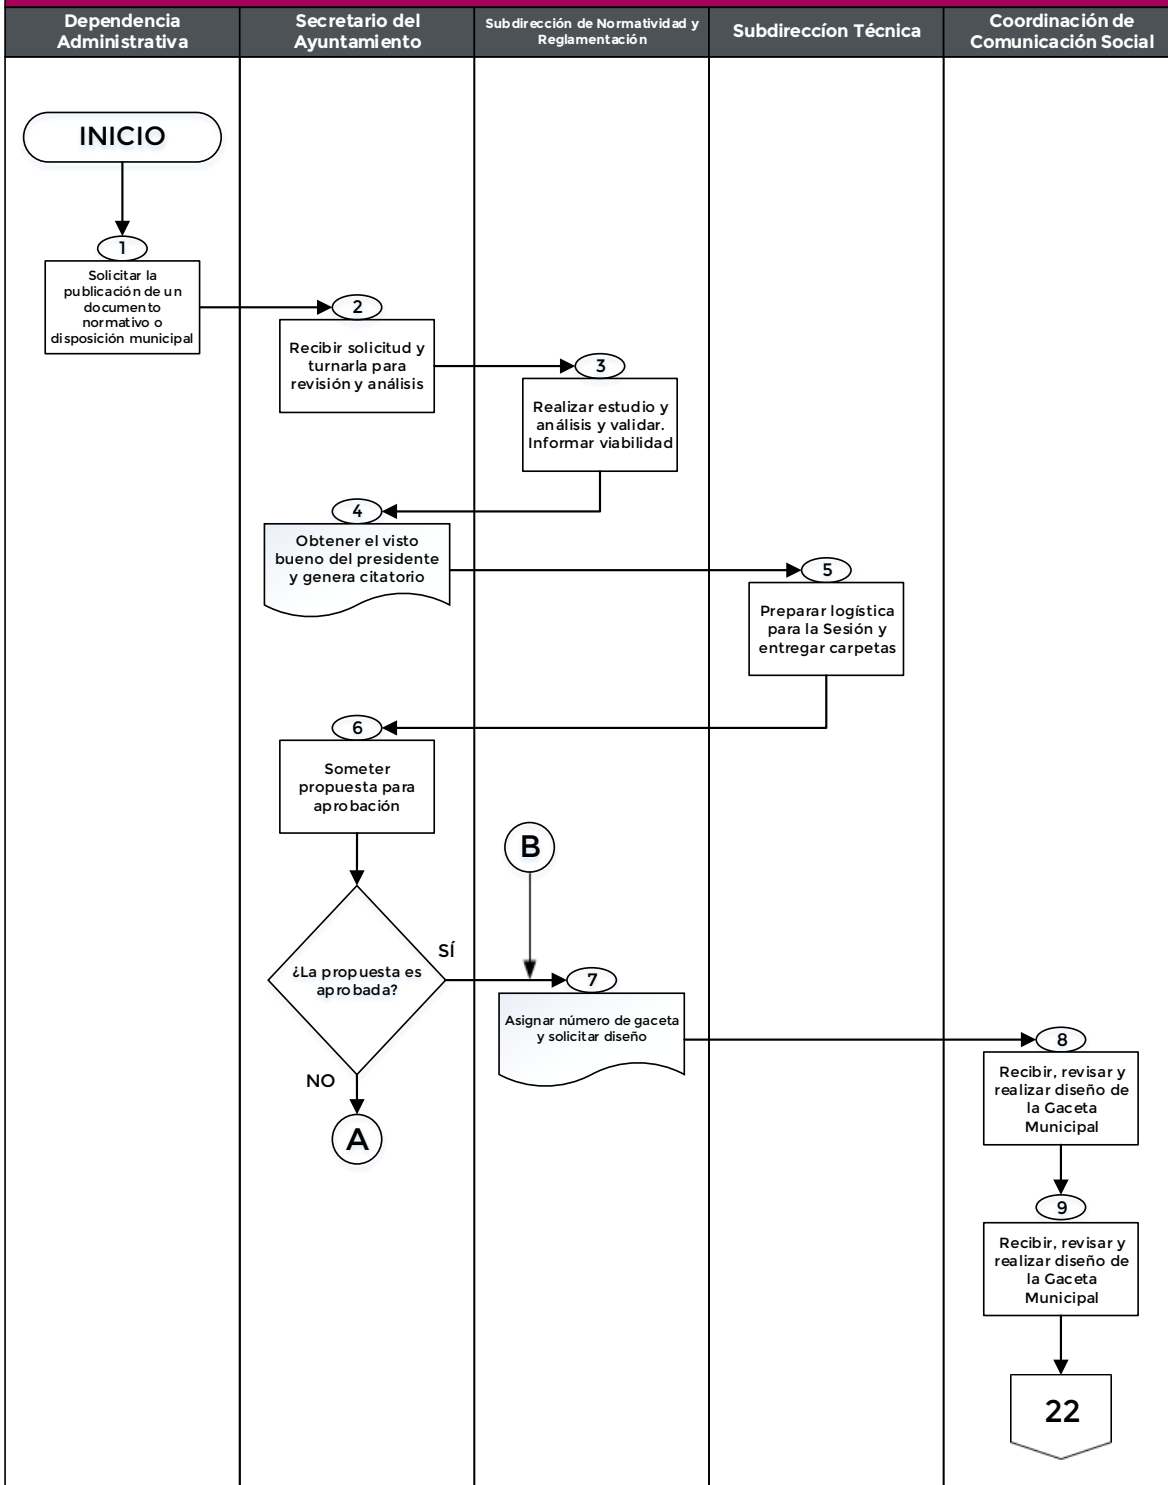 Dependencia
Administrativa
Secretario del
Ayuntamiento
Subdirección de Normatividad y
Reglamentación
Subdireccíon Técnica
Coordinación de
Comunicación Social
INICIO
1
Solicitar la
publicación de un
documento
normativo o
disposición municipal
2
Recibir solicitud y
turnarla para
revisión y análisis
3
Realizar estudio y
análisis y validar.
Informar viabilidad
4
Obtener el visto
bueno del presidente
y genera citatorio
5
Preparar logística
para la Sesión y
entregar carpetas
6
Someter
propuesta para
aprobación
B
¿La propuesta es
aprobada?
SÍ
NO
A
7
Asignar número de gaceta
y solicitar diseño
8
Recibir, revisar y
realizar diseño de
la Gaceta
Municipal
9
Recibir, revisar y
realizar diseño de
la Gaceta
Municipal
22